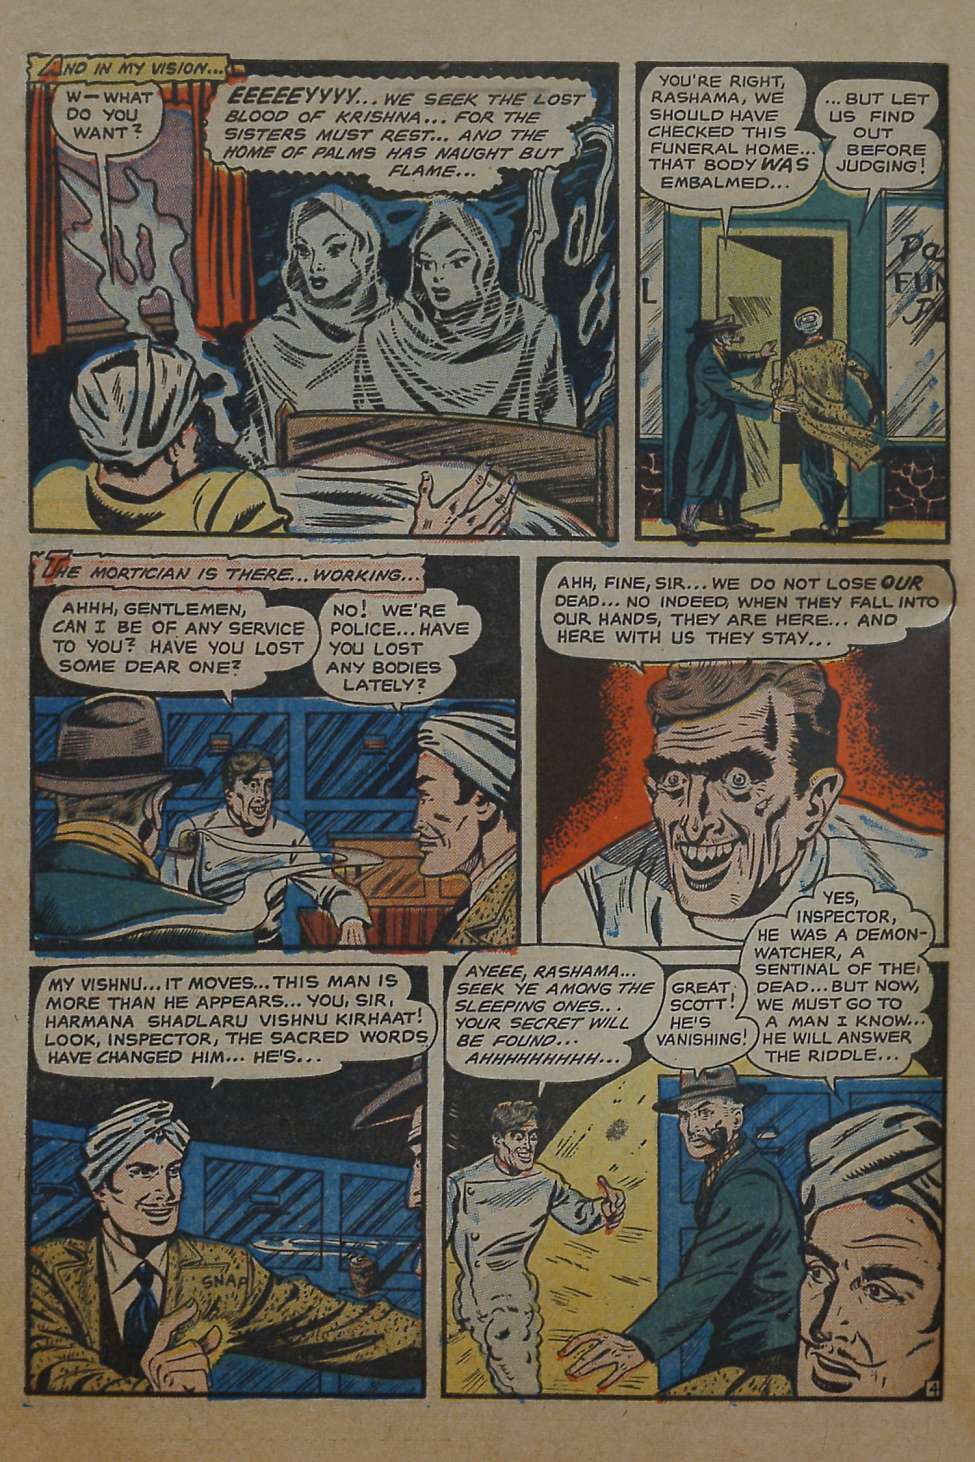 AND IN MY VISION...
W-WHAT
DO YOU
WANT?
EEEEEYYYY... WE SEEK THE LOST
BLOOD OF KRISHNA... FOR THE
SISTERS MUST REST... AND THE
HOME OF PALMS HAS NAUGHT BUT
FLAME...
YOU'RE RIGHT,
RASHAMA, WE
SHOULD HAVE
CHECKED THIS
FUNERAL HOME...
THAT BODY WAS
EMBALMED...
...BUT LET
US FIND
OUT
BEFORE
JUDGING!
L
FUN
THE MORTICIAN IS THERE... WORKING...
AHHH, GENTLEMEN,
CAN I BE OF ANY SERVICE
TO YOU? HAVE YOU LOST
SOME DEAR ONE?
NO! WE'RE
POLICE... HAVE
YOU LOST
ANY BODIES
LATELY?
AHH, FINE, SIR... WE DO NOT LOSE OUR
DEAD... NO INDEED, WHEN THEY FALL INTO
OUR HANDS, THEY ARE HERE... AND
HERE WITH US THEY STAY...
MY VISHNU... IT MOVES... THIS MAN IS
MORE THAN HE APPEARS... YOU, SIR,
HARMANA SHADLARU VISHNU KIRHAAT!
LOOK, INSPECTOR, THE SACRED WORDS
HAVE CHANGED HIM... HE'S...
SNAP
AYEEE, RASHAMA...
SEEK YE AMONG THE
SLEEPING ONES...
YOUR SECRET WILL
BE FOUND...
AHHHHHHHHH...
GREAT
SCOTT!
HE'S
VANISHING!
YES,
INSPECTOR,
HE WAS A DEMON-
WATCHER, A
SENTINAL OF THE
DEAD... BUT NOW,
WE MUST GO TO
A MAN I KNOW...
HE WILL ANSWER
THE RIDDLE...
4